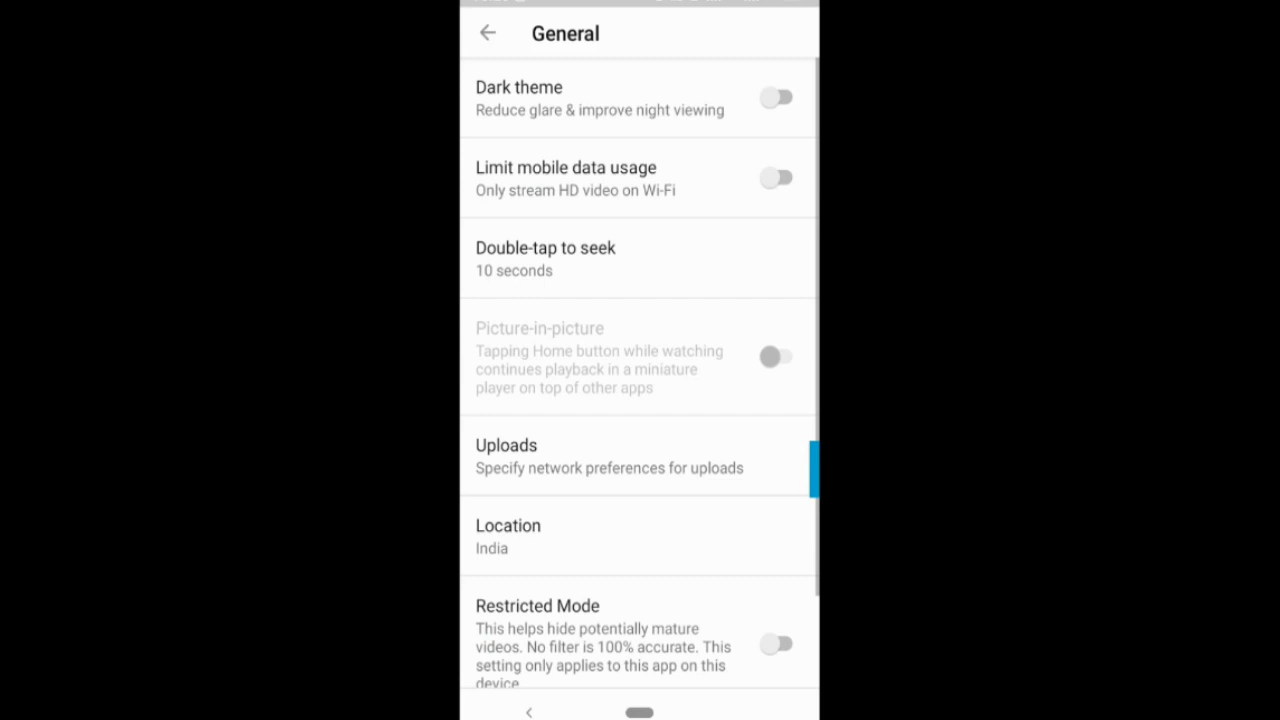 General
Dark theme
Reduce glare & improve night viewing
Limit mobile data usage
Only stream HD video on Wi-Fi
Double-tap to seek
10 seconds
Picture-in-picture
Tapping Home button while watching
continues playback in a miniature
player on top of other apps
Uploads
Specify network preferences for uploads
Location
India
Restricted Mode
This helps hide potentially mature
videos. No filter is 100% accurate. This
setting only applies to this app on this
device